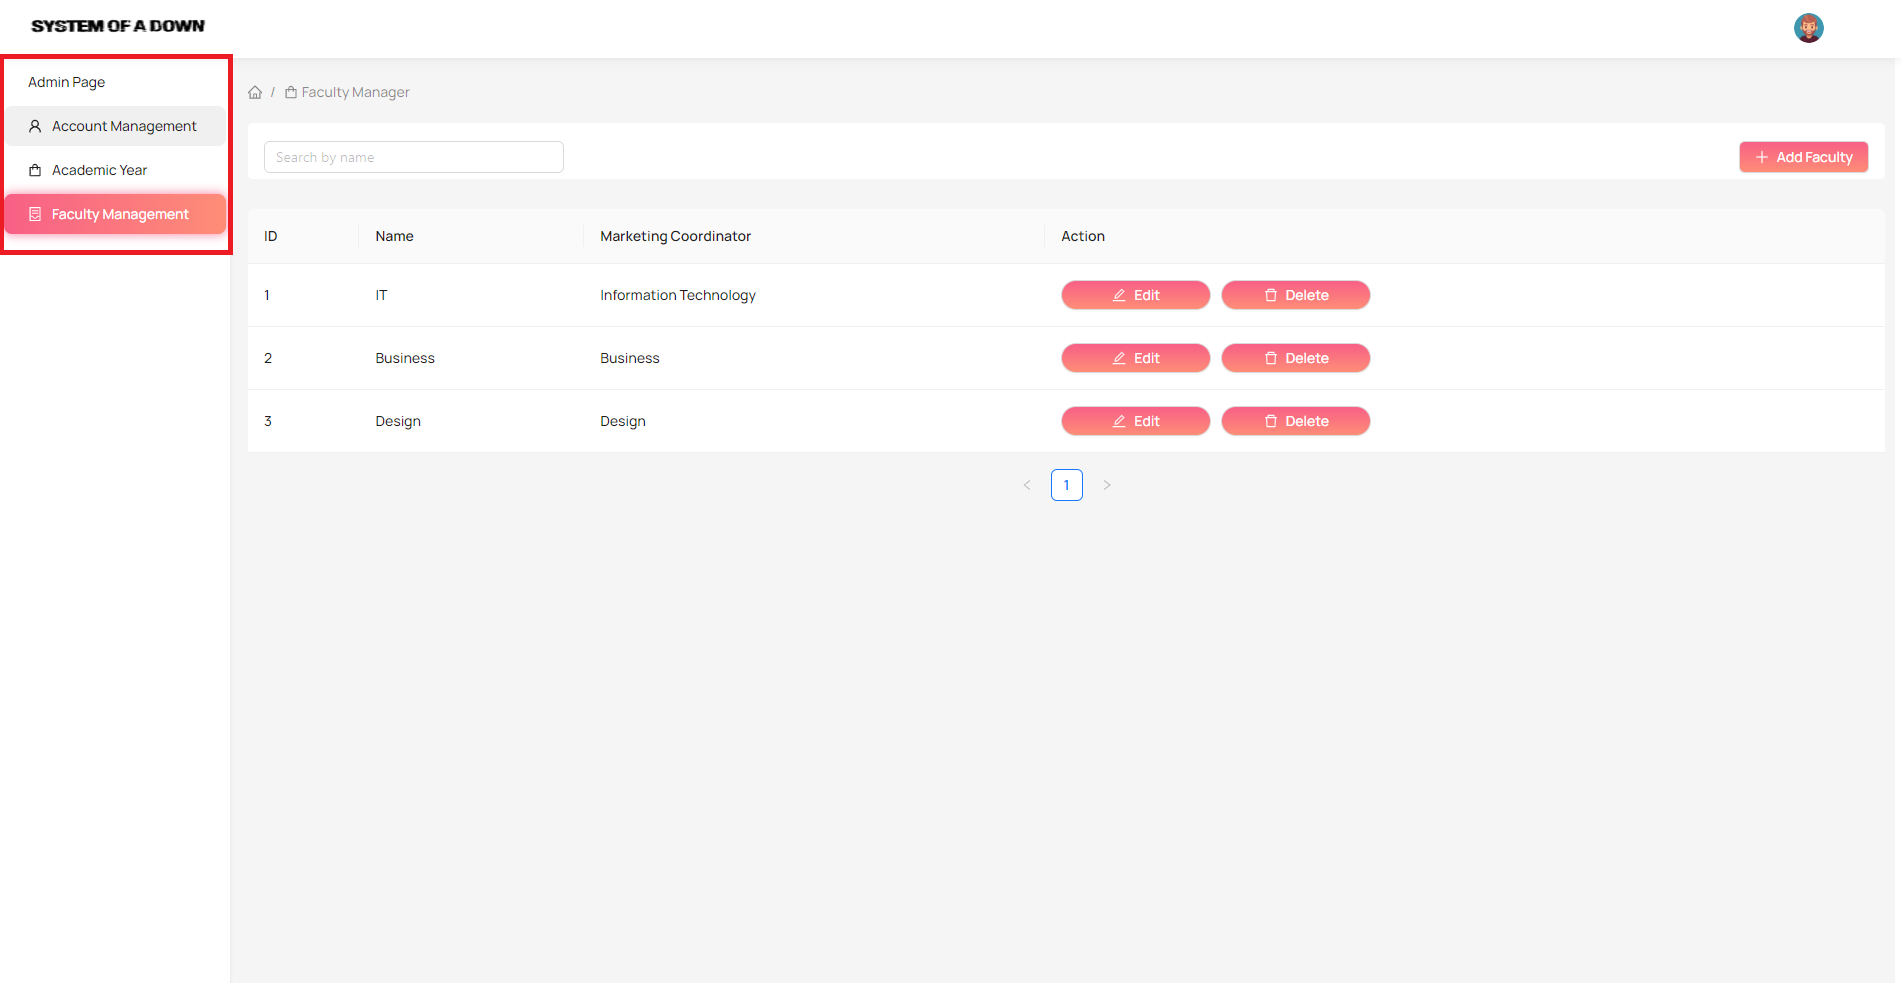 SYSTEM OF A DOWN
Admin Page
Account Management
Academic Year
Faculty Management
/ Faculty Manager
Search by name
Add Faculty
ID Name Marketing Coordinator Action
1 IT Information Technology Edit Delete
2 Business Business Edit Delete
3 Design Design Edit Delete
< 1 >